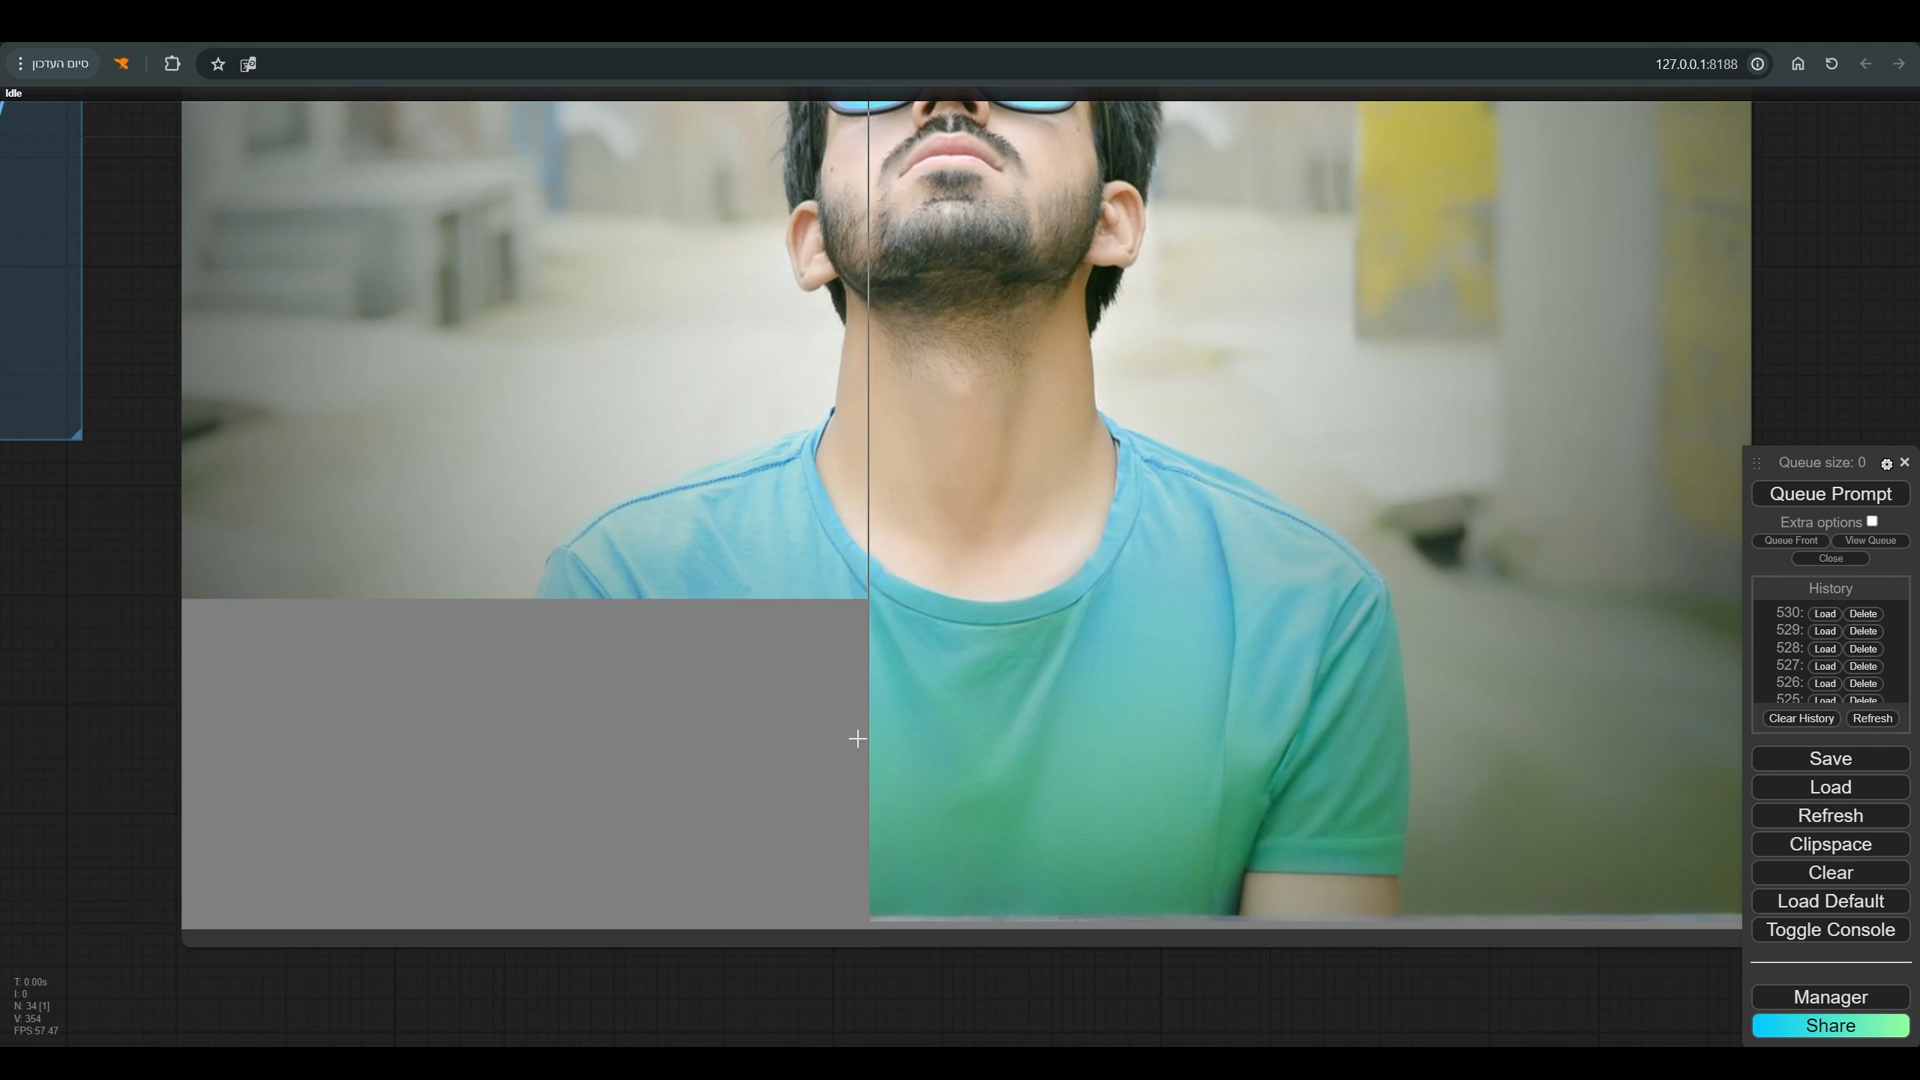 סיום העדכון
127.0.0.1:8188
Idle
Queue size: 0
Queue Prompt
Extra options
Queue Front
View Queue
Close
History
530: Load Delete
529: Load Delete
528: Load Delete
527: Load Delete
526: Load Delete
525: Load Delete
Clear History
Refresh
Save
Load
Refresh
Clipspace
Clear
Load Default
Toggle Console
Manager
Share
T: 0.00s
I: 0
N: 34 [1]
V: 354
FPS:57.47